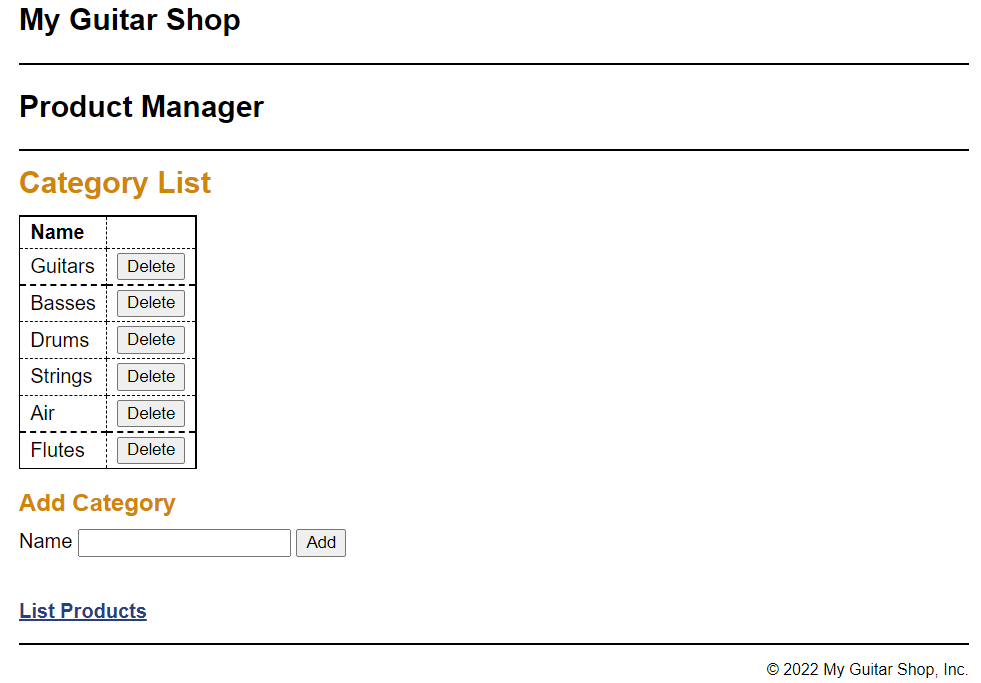 My Guitar Shop
Product Manager
Category List
Name
Guitars Delete
Basses Delete
Drums Delete
Strings Delete
Air Delete
Flutes Delete
Add Category
Name Add
List Products
© 2022 My Guitar Shop, Inc.